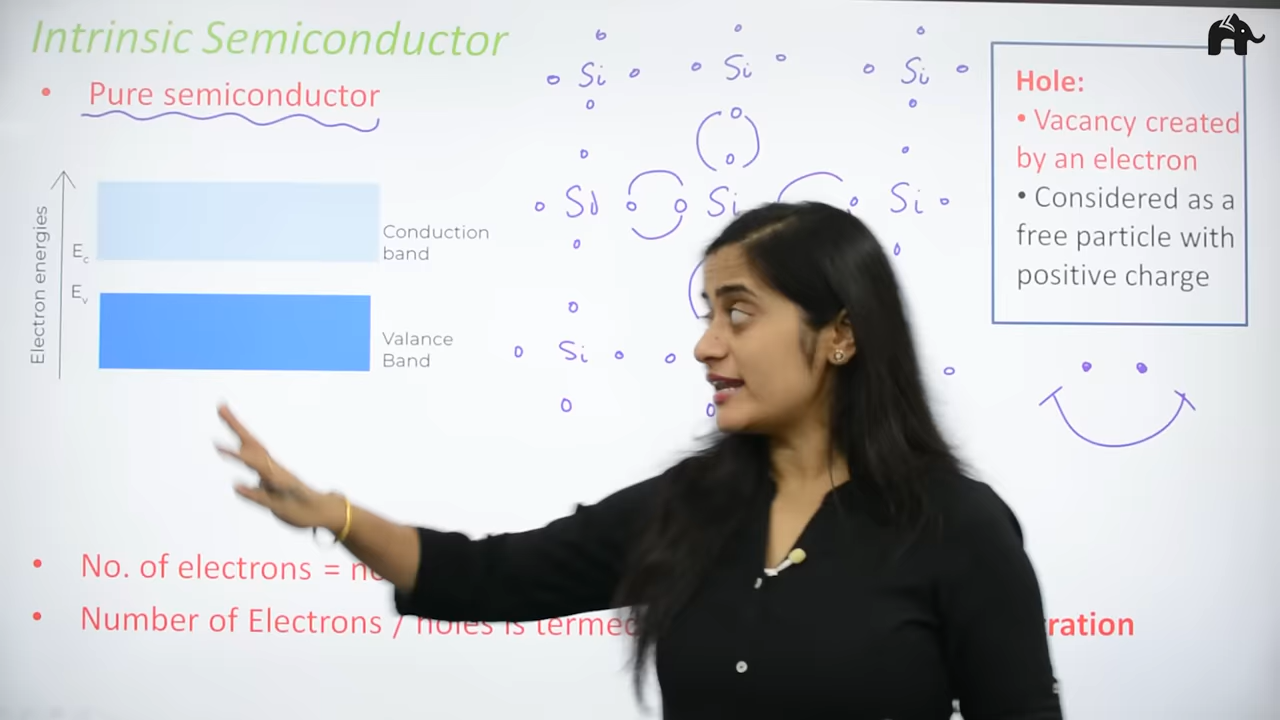 Intrinsic Semiconductor
• Pure semiconductor
Electron energies
Ec
Ev
Conduction
band
Valance
Band
Si Si Si
Si Si Si
Si
Hole:
• Vacancy created
by an electron
• Considered as a
free particle with
positive charge
• No. of electrons =
• Number of Electrons / holes is termed ration